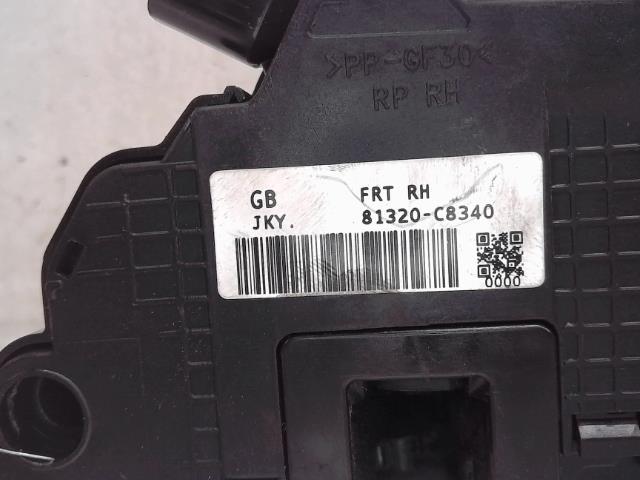 >PP-GF30<
RP RH
GB FRT RH
JKY. 81320-C8340
0000